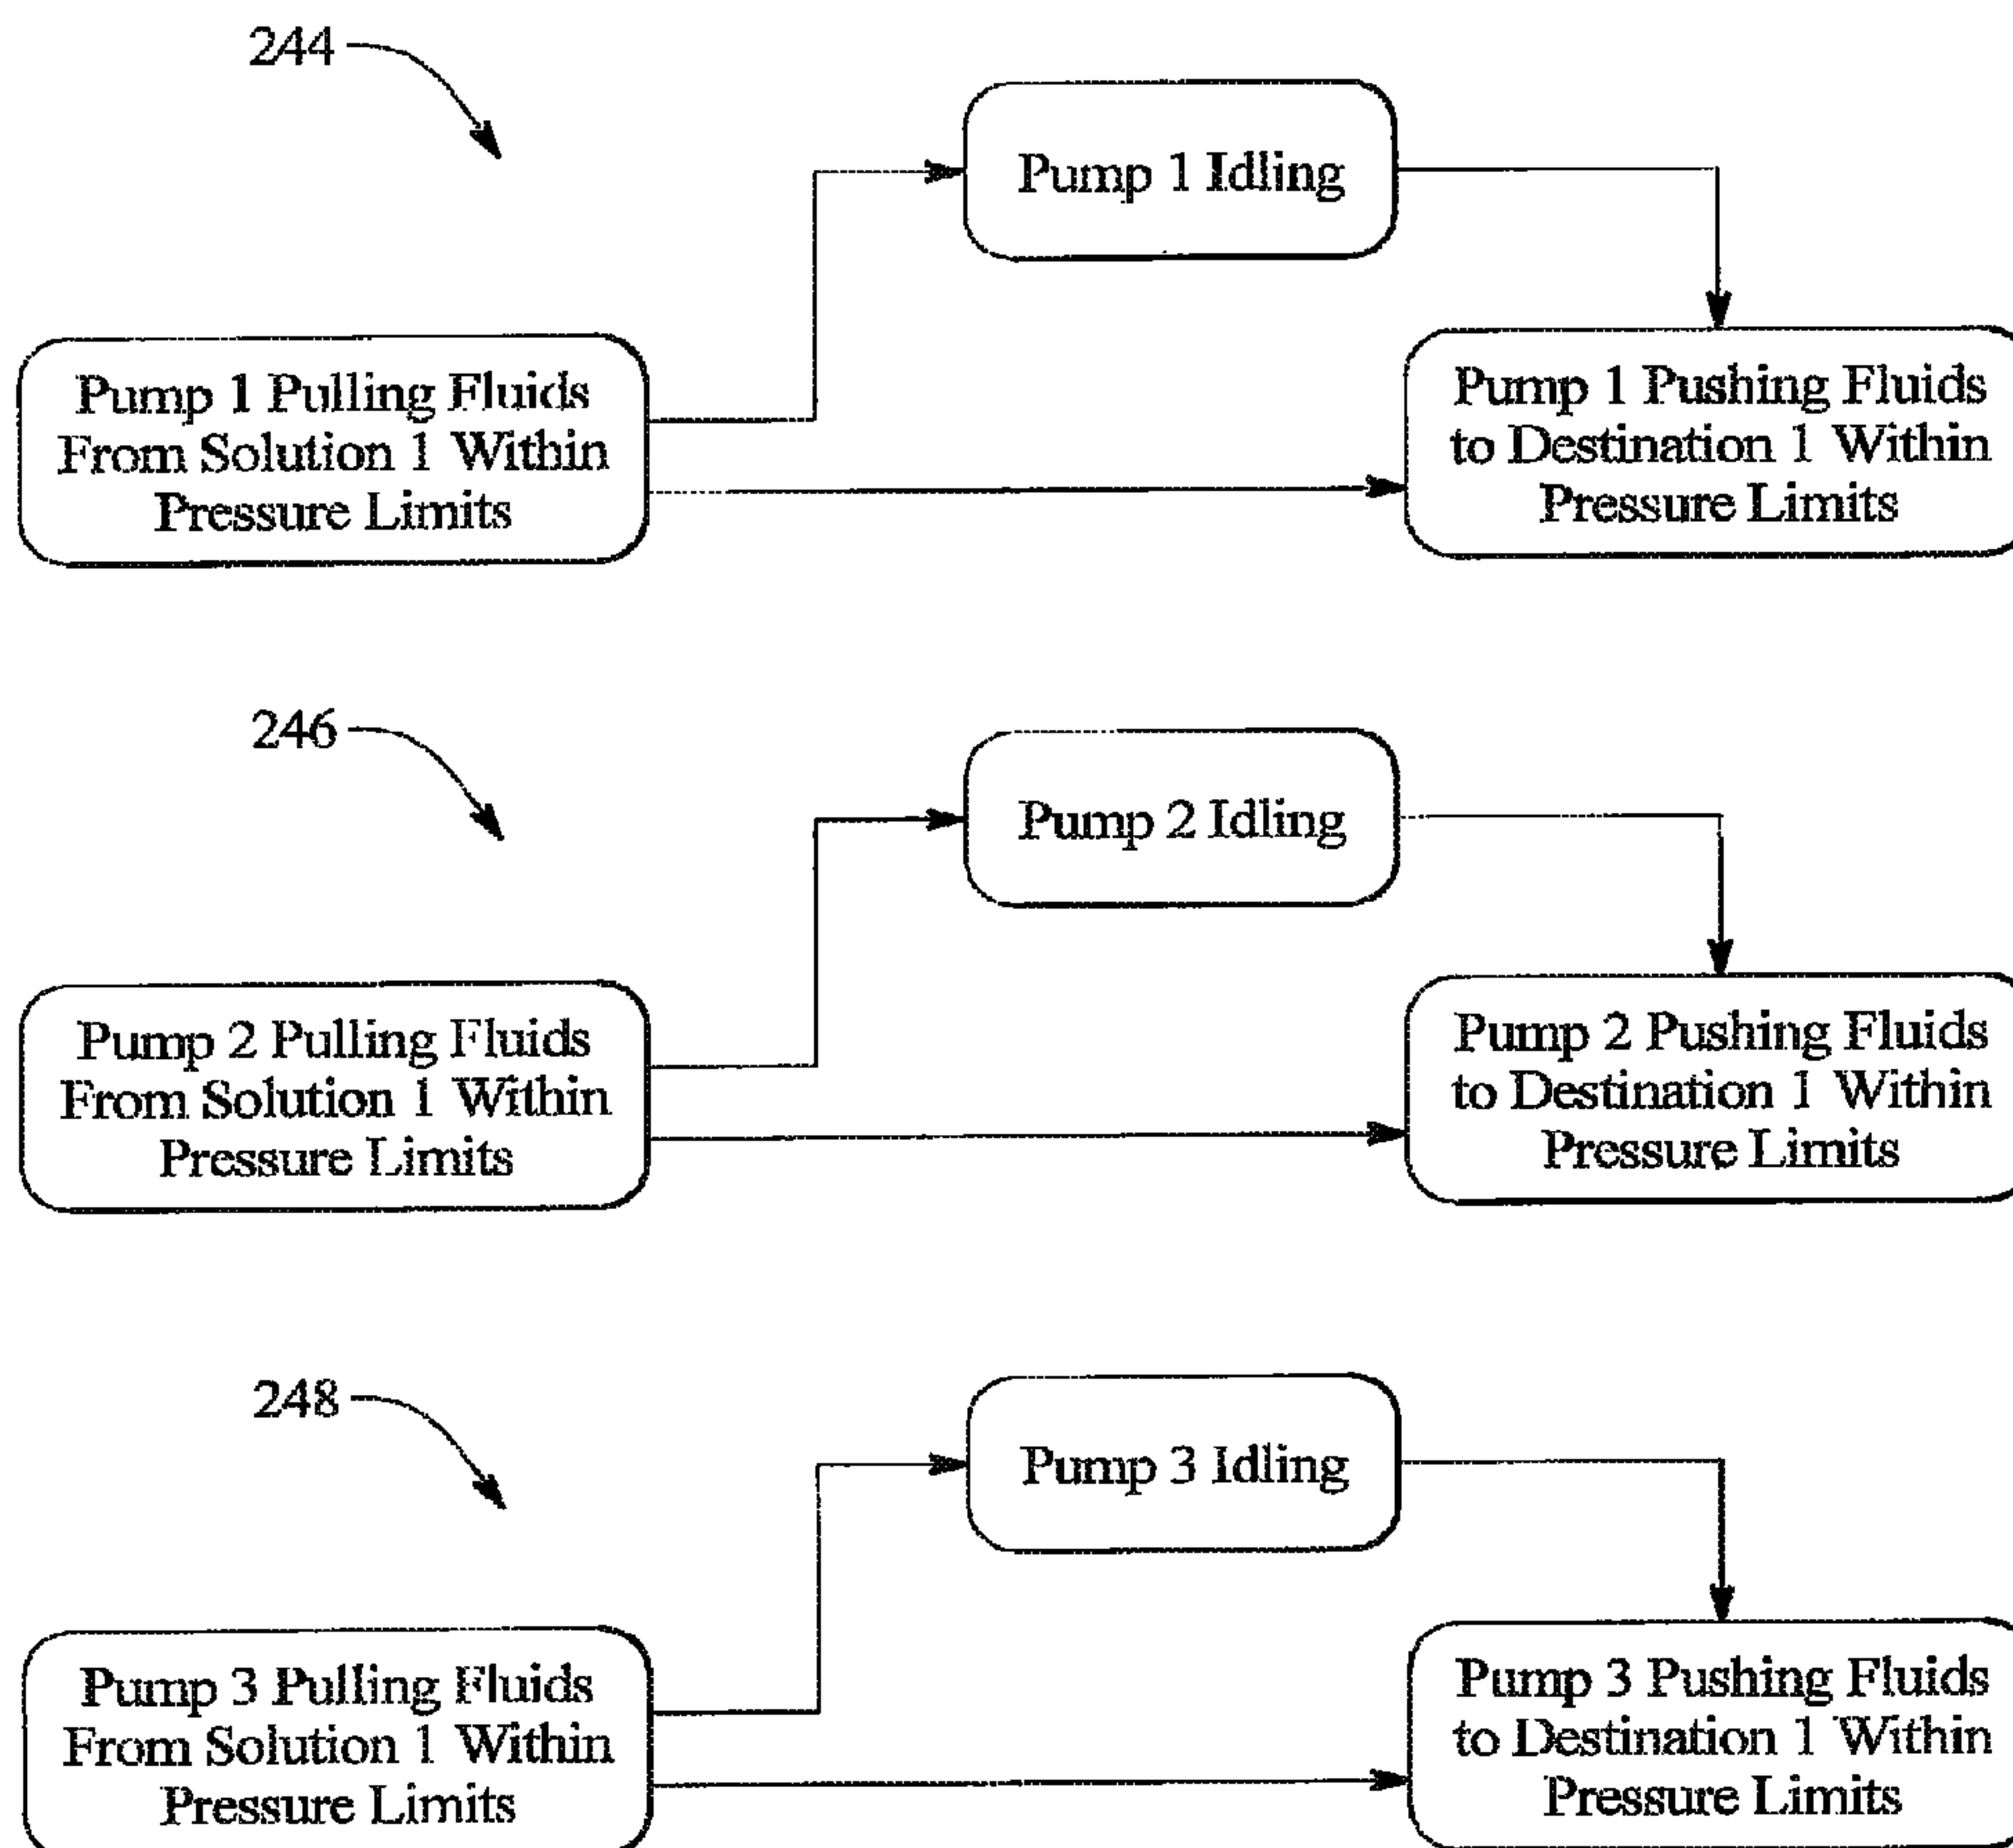 244
Pump 1 Idling
Pump 1 Pulling Fluids
From Solution 1 Within
Pressure Limits
Pump 1 Pushing Fluids
to Destination 1 Within
Pressure Limits
246
Pump 2 Idling
Pump 2 Pulling Fluids
From Solution 1 Within
Pressure Limits
Pump 2 Pushing Fluids
to Destination 1 Within
Pressure Limits
248
Pump 3 Idling
Pump 3 Pulling Fluids
From Solution 1 Within
Pressure Limits
Pump 3 Pushing Fluids
to Destination 1 Within
Pressure Limits